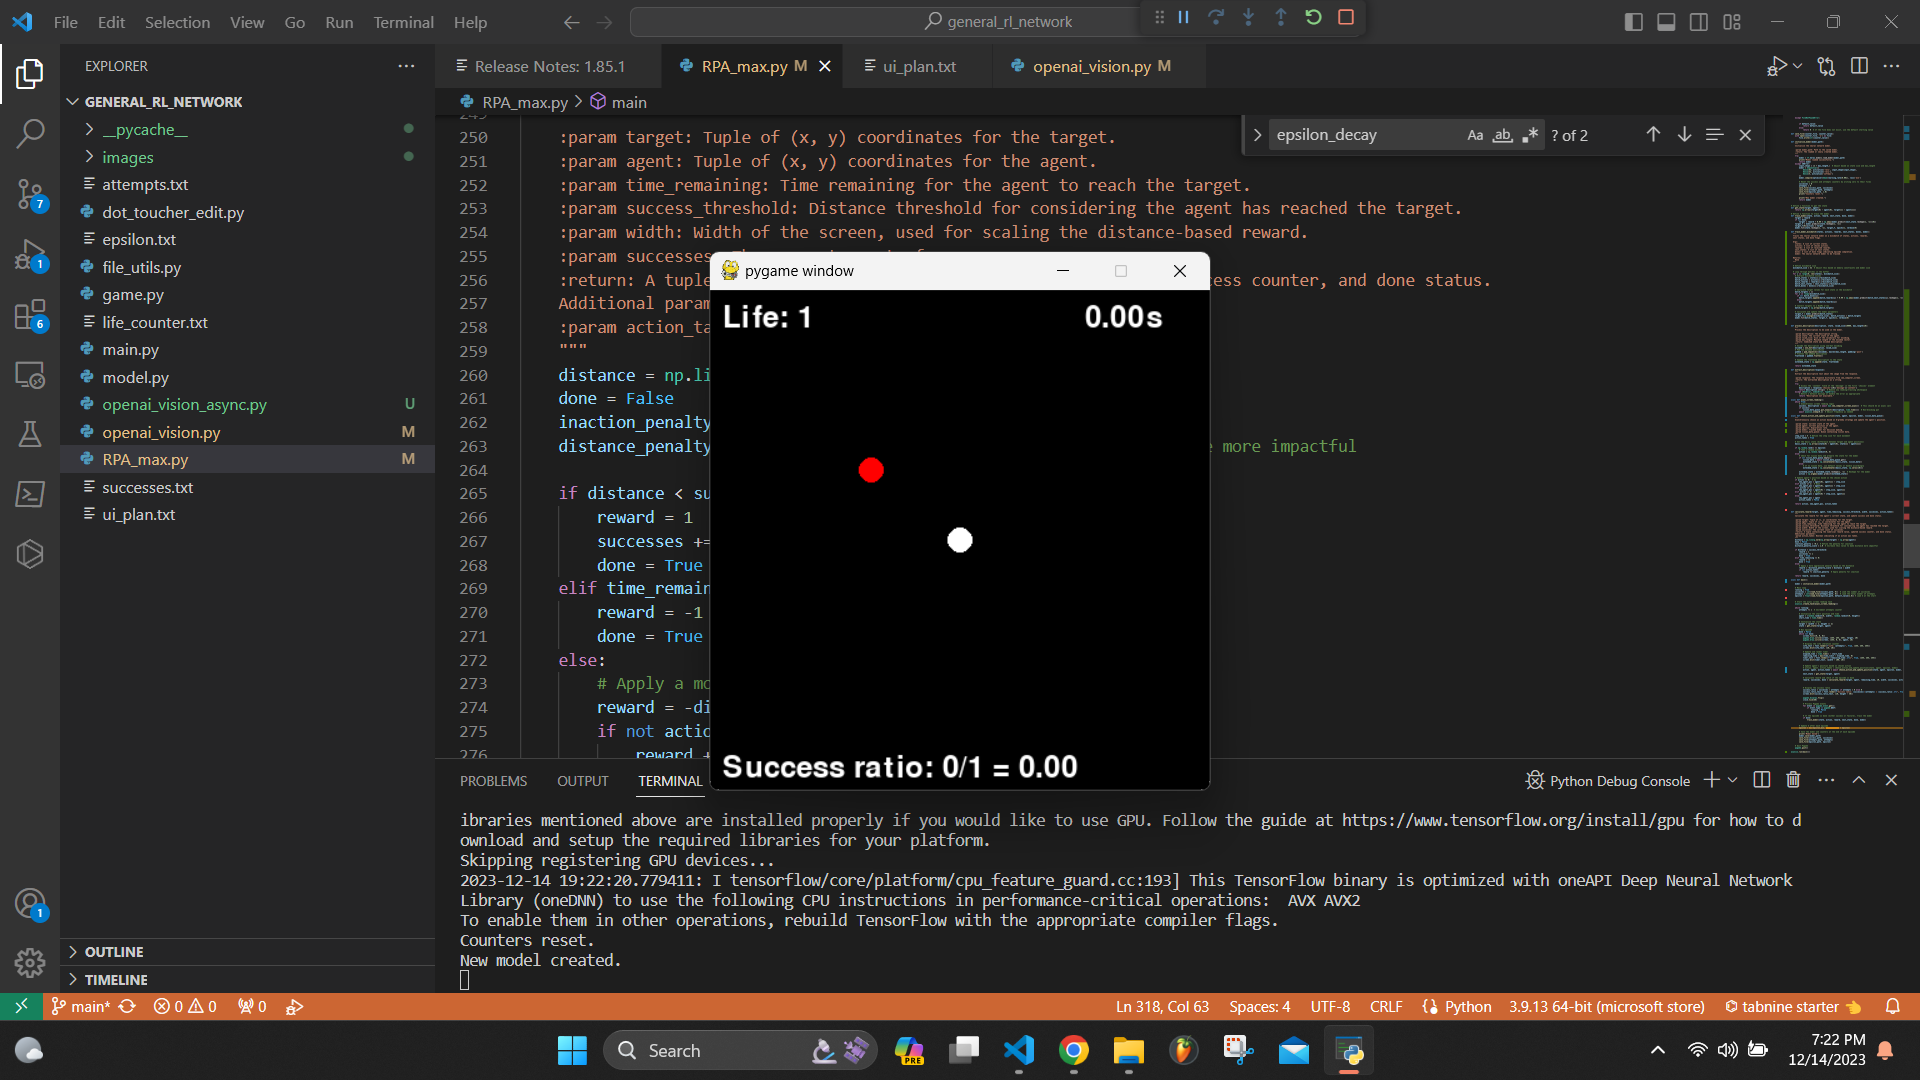 File Edit Selection View Go Run Terminal Help
general_rl_network
EXPLORER
GENERAL_RL_NETWORK
__pycache__
images
attempts.txt
dot_toucher_edit.py
epsilon.txt
file_utils.py
game.py
life_counter.txt
main.py
model.py
openai_vision_async.py U
openai_vision.py M
RPA_max.py M
successes.txt
ui_plan.txt
OUTLINE
TIMELINE
7
1
6
1
Release Notes: 1.85.1
RPA_max.py M
ui_plan.txt
openai_vision.py M
RPA_max.py > main
epsilon_decay Aa ab ? of 2
250 :param target: Tuple of (x, y) coordinates for the target.
251 :param agent: Tuple of (x, y) coordinates for the agent.
252 :param time_remaining: Time remaining for the agent to reach the target.
253 :param success_threshold: Distance threshold for considering the agent has reached the target.
254 :param width: Width of the screen, used for scaling the distance-based reward.
255 :param successes
256 :return: A tuple cess counter, and done status.
257 Additional param
258 :param action_ta
259 """
260 distance = np.li
261 done = False
262 inaction_penalty
263 distance_penalty e more impactful
264
265 if distance < su
266 reward = 1
267 successes +=
268 done = True
269 elif time_remain
270 reward = -1
271 done = True
272 else:
273 # Apply a mo
274 reward = -di
275 if not actio
276 reward +
pygame window
Life: 1 0.00s
Success ratio: 0/1 = 0.00
PROBLEMS OUTPUT TERMINAL
Python Debug Console
ibraries mentioned above are installed properly if you would like to use GPU. Follow the guide at https://www.tensorflow.org/install/gpu for how to d
ownload and setup the required libraries for your platform.
Skipping registering GPU devices...
2023-12-14 19:22:20.779411: I tensorflow/core/platform/cpu_feature_guard.cc:193] This TensorFlow binary is optimized with oneAPI Deep Neural Network
Library (oneDNN) to use the following CPU instructions in performance-critical operations:  AVX AVX2
To enable them in other operations, rebuild TensorFlow with the appropriate compiler flags.
Counters reset.
New model created.
main* 0 0 0 Ln 318, Col 63 Spaces: 4 UTF-8 CRLF Python 3.9.13 64-bit (microsoft store) tabnine starter
Search
PRE
7:22 PM
12/14/2023